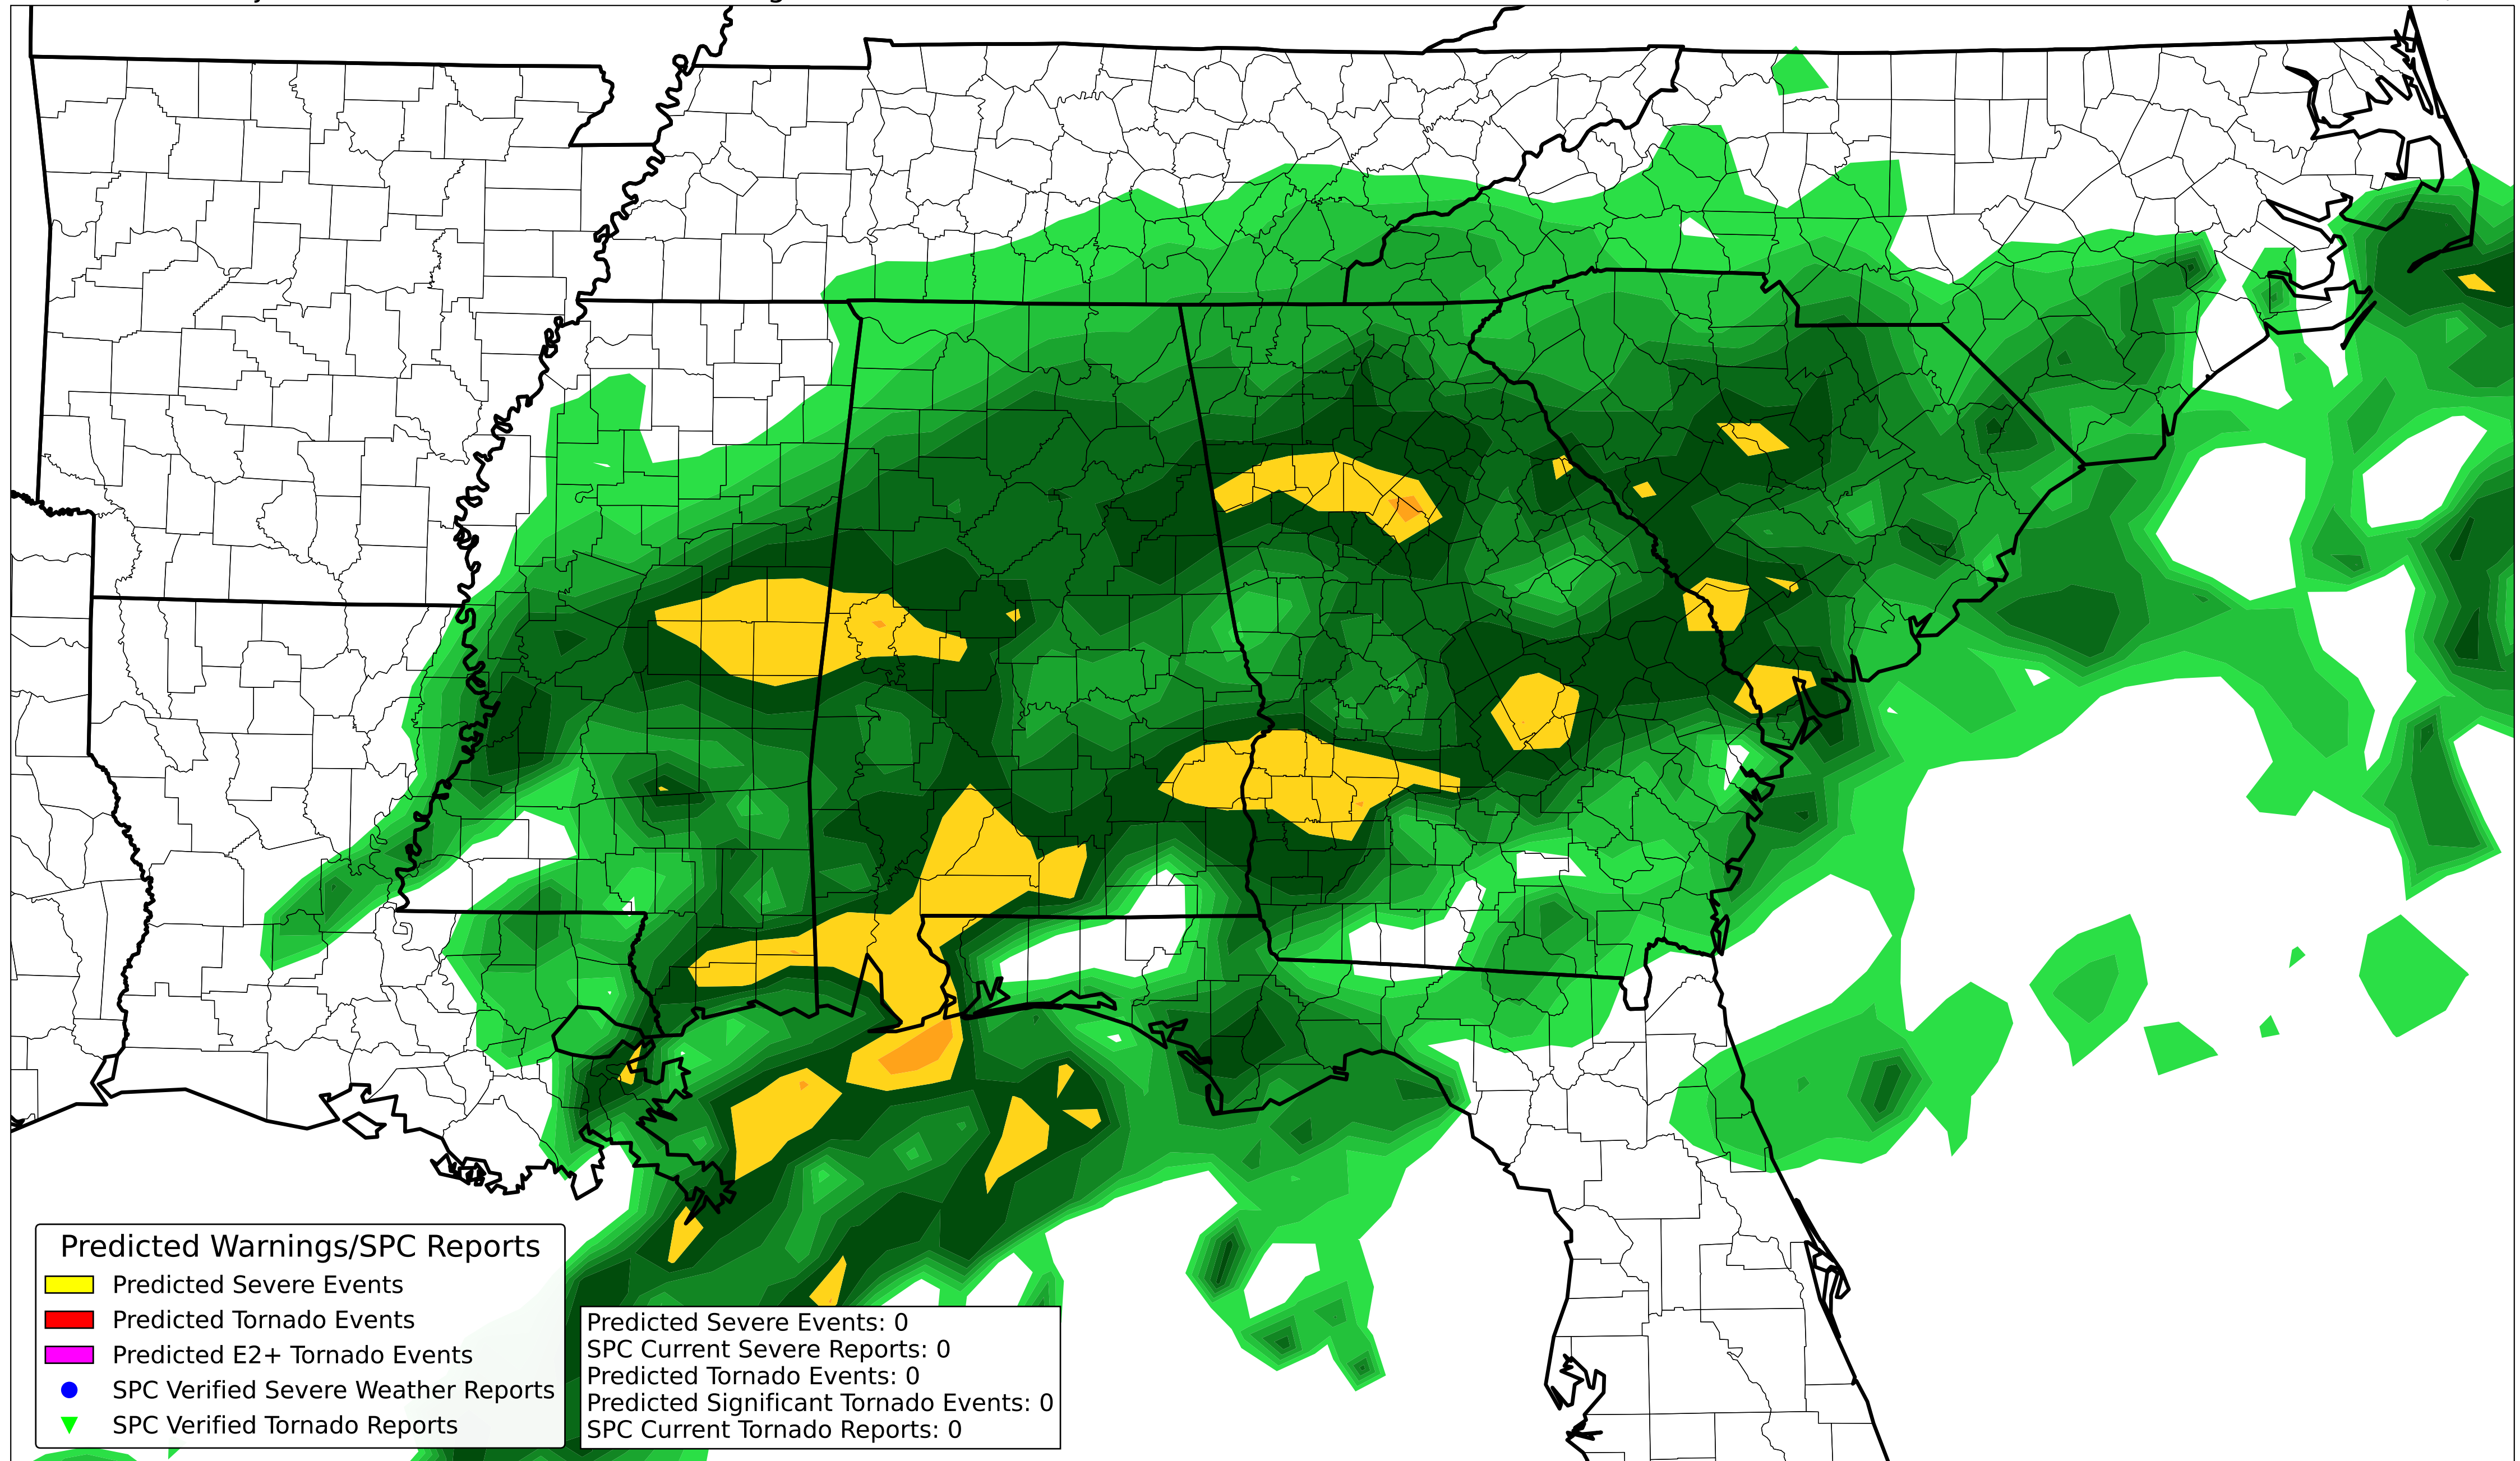 Predicted Warnings/SPC Reports
Predicted Severe Events
Predicted Tornado Events
Predicted E2+ Tornado Events
SPC Verified Severe Weather Reports
SPC Verified Tornado Reports
Predicted Severe Events: 0
SPC Current Severe Reports: 0
Predicted Tornado Events: 0
Predicted Significant Tornado Events: 0
SPC Current Tornado Reports: 0